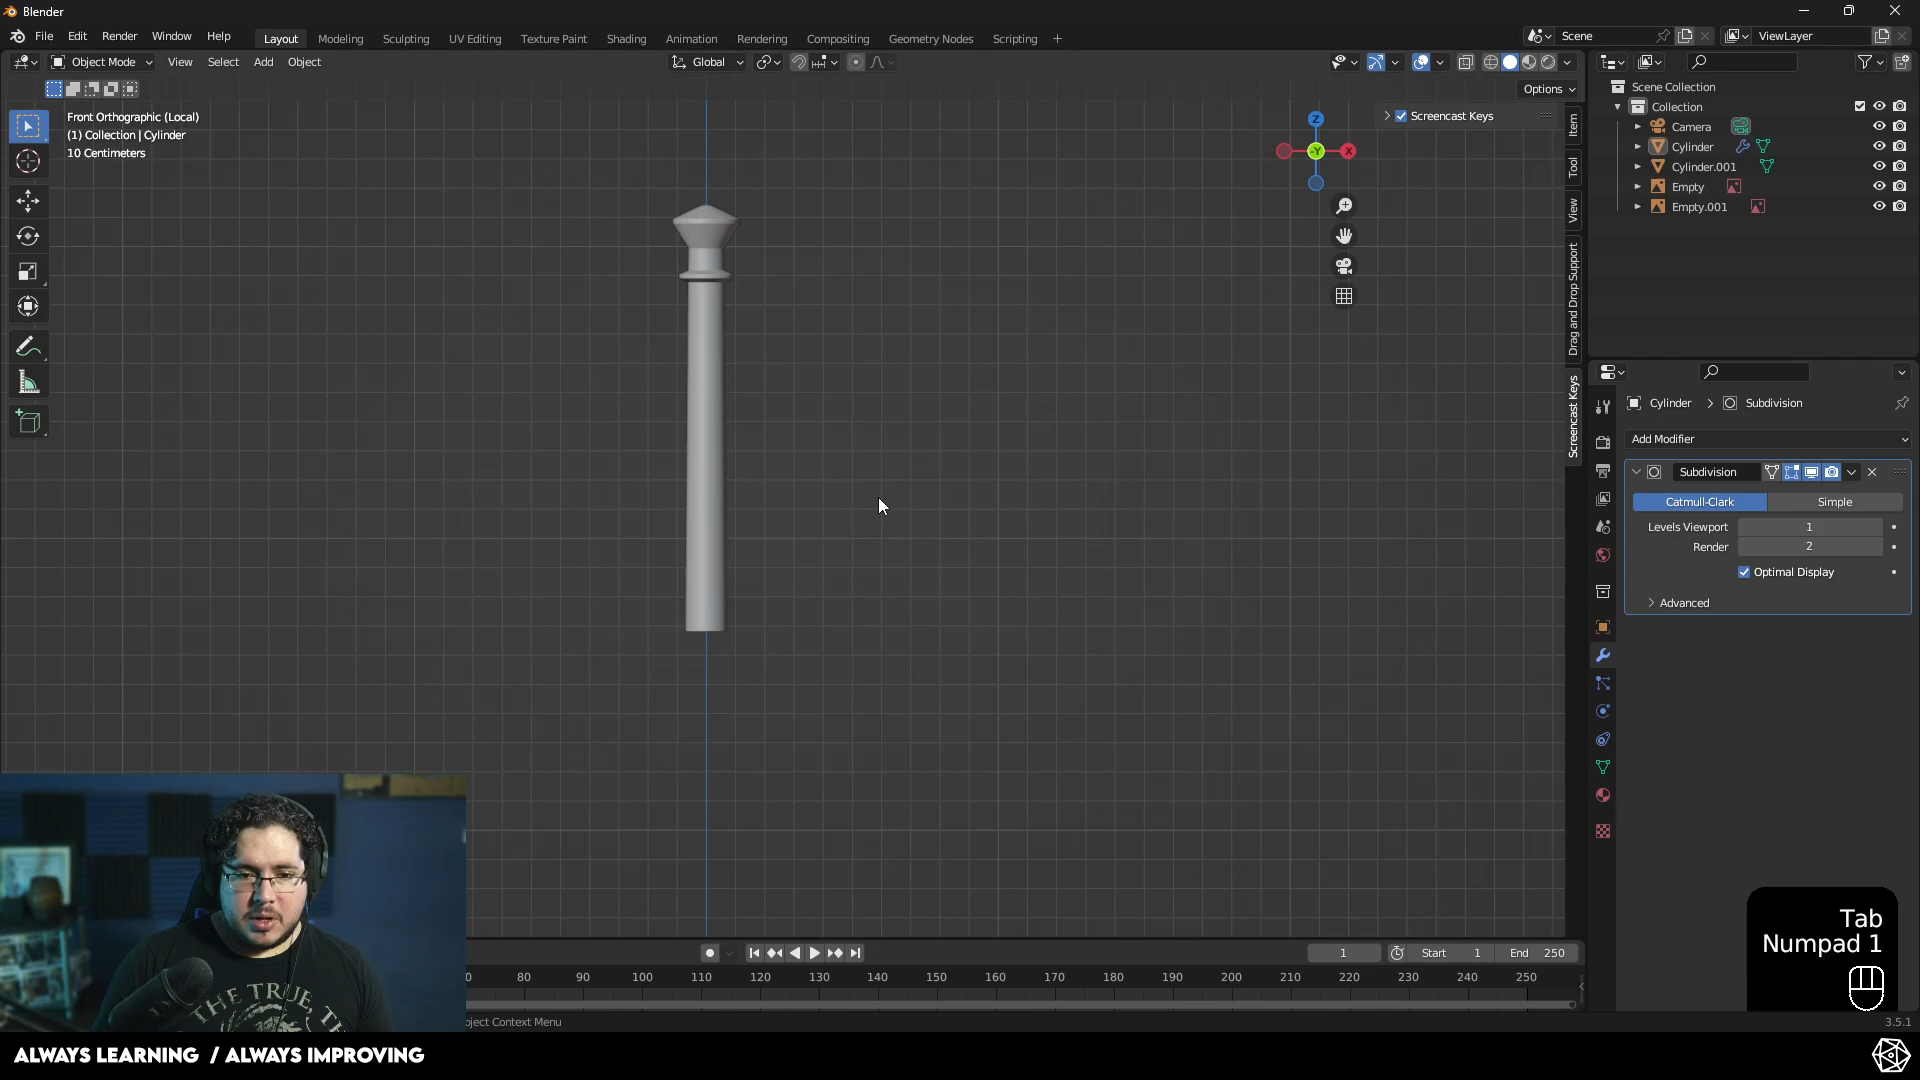 Blender
File Edit Render Window Help Layout Modeling Sculpting UV Editing Texture Paint Shading Animation Rendering Compositing Geometry Nodes Scripting Scene ViewLayer
Object Mode View Select Add Object Global
Options
Front Orthographic (Local)
(1) Collection | Cylinder
10 Centimeters
Screencast Keys
Z
-Y X
Item
Tool
View
Drag and Drop Support
Screencast Keys
Scene Collection
Collection
Camera
Cylinder
Cylinder.001
Empty
Empty.001
Cylinder > Subdivision
Add Modifier
Subdivision
Catmull-Clark Simple
Levels Viewport 1
Render 2
Optimal Display
Advanced
Tab
Numpad 1
1 Start 1 End 250
0 80 90 100 110 120 130 140 150 160 170 180 190 200 210 220 230 240 250
oject Context Menu
3.5.1
THE TRUE, TH
ALWAYS LEARNING / ALWAYS IMPROVING